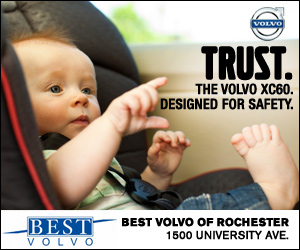 VOLVO
TRUST.
THE VOLVO XC60.
DESIGNED FOR SAFETY.
BEST
VOLVO
BEST VOLVO OF ROCHESTER
1500 UNIVERSITY AVE.